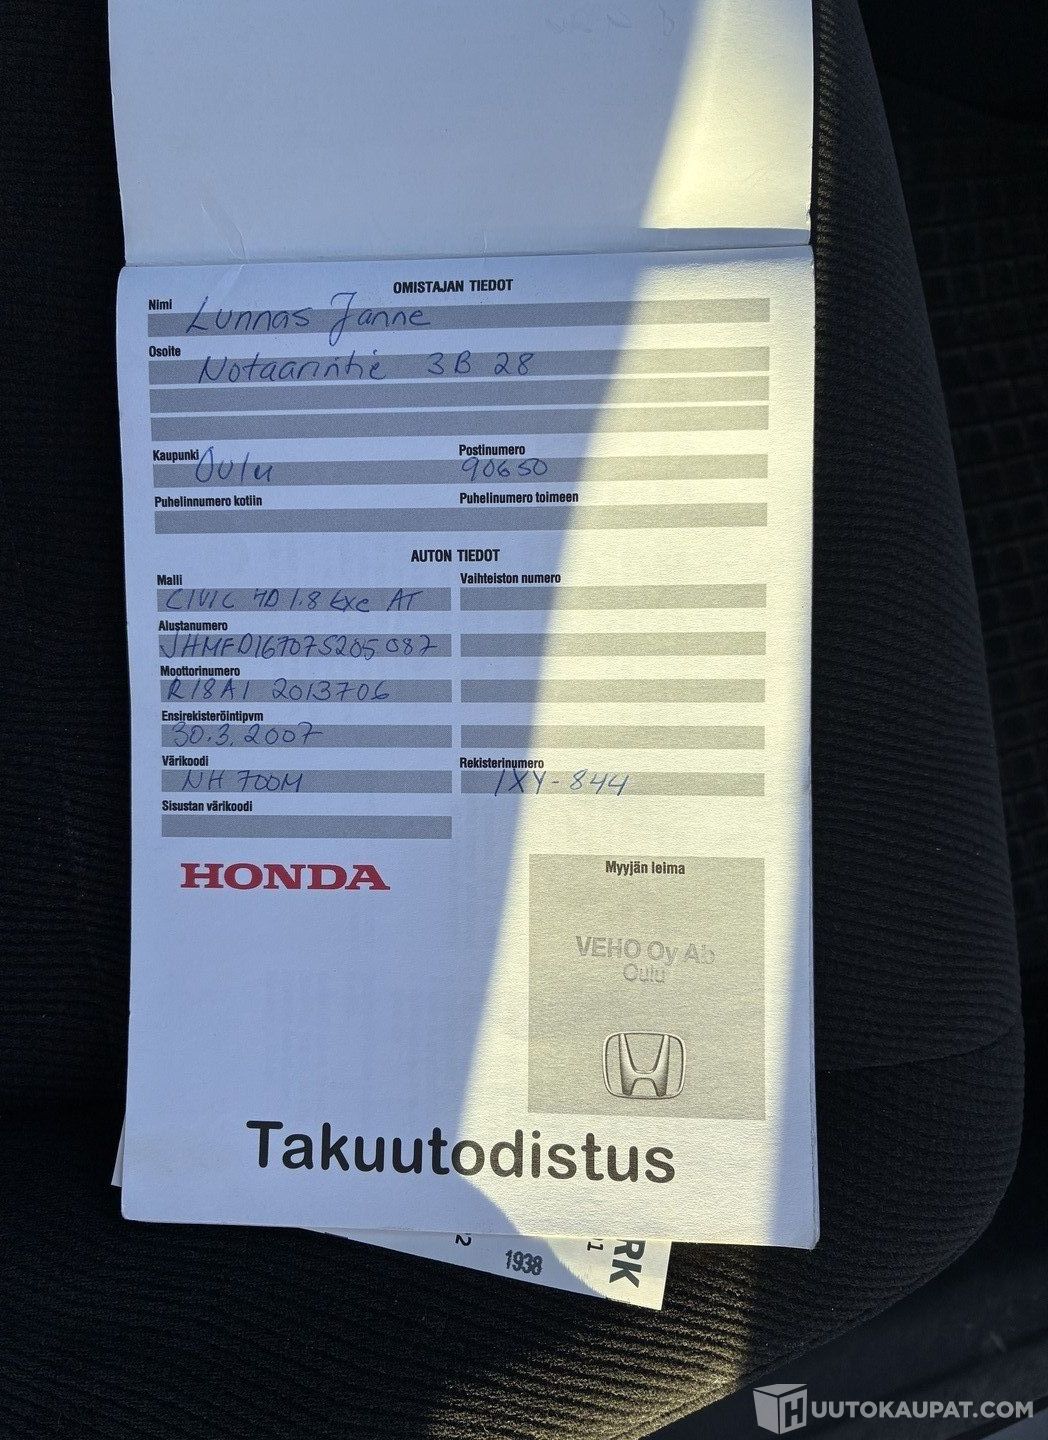 OMISTAJAN TIEDOT
Nimi
Lunnas Janne
Osoite
Notaarintie 3B 28
Kaupunki Postinumero
Oulu 90650
Puhelinnumero kotiin Puhelinumero toimeen
AUTON TIEDOT
Malli Vaihteiston numero
CIVIC 4D 1.8 Exe AT
Alustanumero
JHMFD16707S205087
Moottorinumero
R18A1 2013706
Ensirekisteröintipvm
30.3.2007
Värikoodi Rekisterinumero
NH 700M IXY-844
Sisustan värikoodi
HONDA
Myyjän leima
VEHO Oy Ab
Oulu
Takuutodistus
1938
HUUTOKAUPAT.COM